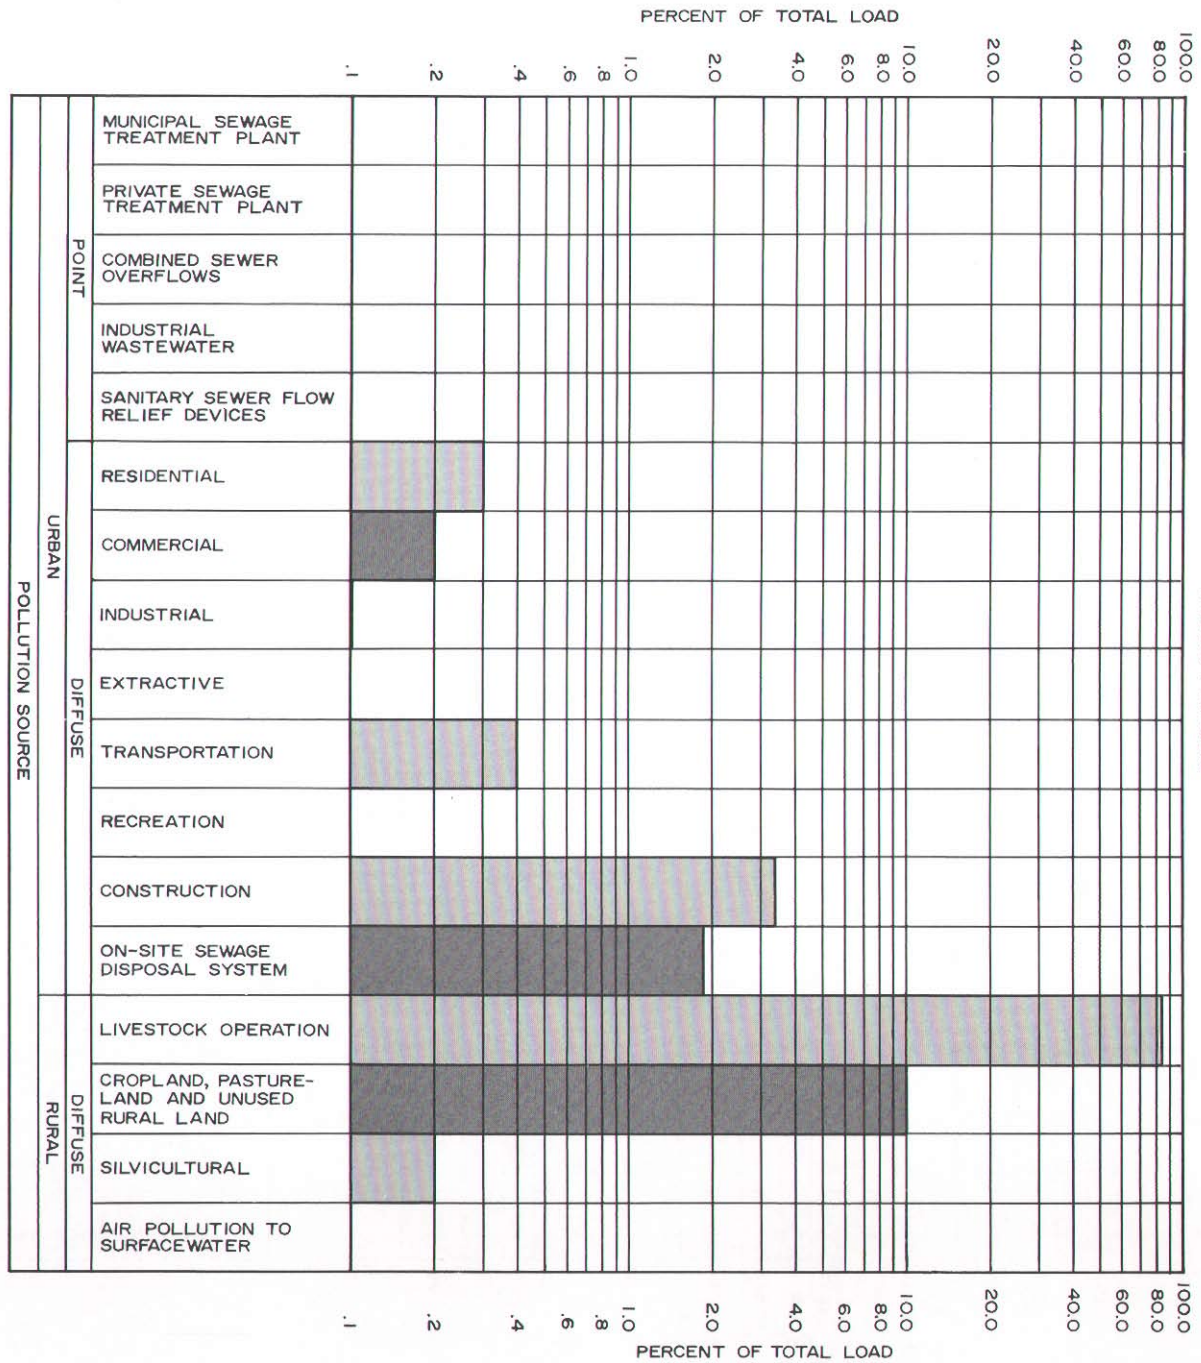 PERCENT OF TOTAL LOAD
.1 .2 .4 .6 .8 1.0 2.0 4.0 6.0 8.0 10.0 20.0 40.0 60.0 80.0 100.0
POLLUTION SOURCE
URBAN
POINT
MUNICIPAL SEWAGE
TREATMENT PLANT
PRIVATE SEWAGE
TREATMENT PLANT
COMBINED SEWER
OVERFLOWS
INDUSTRIAL
WASTEWATER
SANITARY SEWER FLOW
RELIEF DEVICES
DIFFUSE
RESIDENTIAL
COMMERCIAL
INDUSTRIAL
EXTRACTIVE
TRANSPORTATION
RECREATION
CONSTRUCTION
ON-SITE SEWAGE
DISPOSAL SYSTEM
RURAL
DIFFUSE
LIVESTOCK OPERATION
CROPLAND, PASTURE-
LAND AND UNUSED
RURAL LAND
SILVICULTURAL
AIR POLLUTION TO
SURFACEWATER
.1 .2 .4 .6 .8 1.0 2.0 4.0 6.0 8.0 10.0 20.0 40.0 60.0 80.0 100.0
PERCENT OF TOTAL LOAD